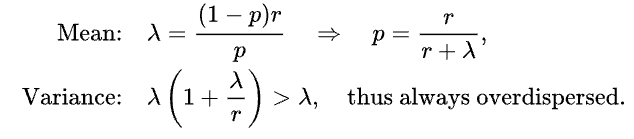 Mean: λ = (1 − p)r / p ⇒ p = r / (r + λ),
Variance: λ (1 + λ / r) > λ, thus always overdispersed.